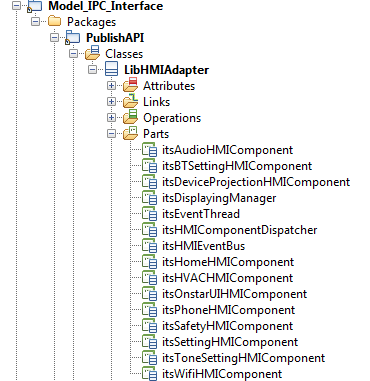 Model_IPC_Interface
Packages
PublishAPI
Classes
LibHMIAdapter
Attributes
Links
Operations
Parts
itsAudioHMIComponent
itsBTSettingHMIComponent
itsDeviceProjectionHMIComponent
itsDisplayingManager
itsEventThread
itsHMIComponentDispatcher
itsHMIEventBus
itsHomeHMIComponent
itsHVACHMIComponent
itsOnstarUIHMIComponent
itsPhoneHMIComponent
itsSafetyHMIComponent
itsSettingHMIComponent
itsToneSettingHMIComponent
itsWifiHMIComponent